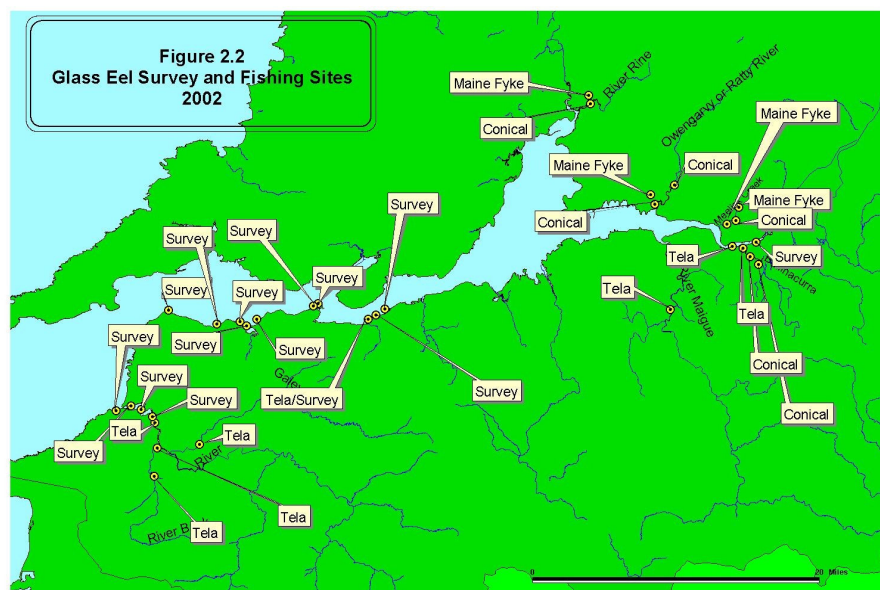 Figure 2.2
Glass Eel Survey and Fishing Sites
2002
Maine Fyke
River Rine
Conical
Owengarvy or Ratty River
Maine Fyke
Maine Fyke
Conical
Maine Fyke
Conical
Conical
Creek
Survey
Survey
Survey
Tela
Survey
Survey
Survey
Tela
River Maigue
Tela
Survey
Survey
Survey
Conical
Galey
Tela/Survey
Survey
Survey
Survey
Conical
Tela
Tela
Survey
River
Tela
River
Tela
0
20 Miles